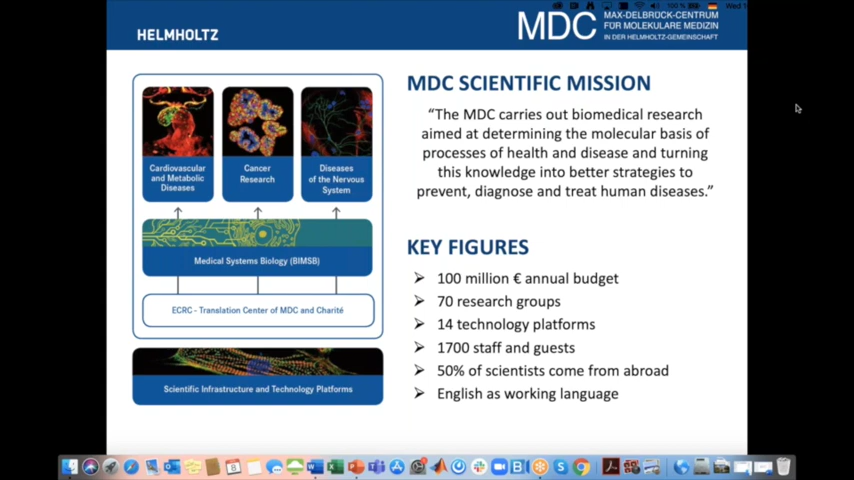 100 %
Wed 1
HELMHOLTZ
MDC
MAX-DELBRÜCK-CENTRUM
FÜR MOLEKULARE MEDIZIN
IN DER HELMHOLTZ-GEMEINSCHAFT
Cardiovascular
and Metabolic
Diseases
Cancer
Research
Diseases
of the Nervous
System
Medical Systems Biology (BIMSB)
ECRC - Translation Center of MDC and Charité
Scientific Infrastructure and Technology Platforms
MDC SCIENTIFIC MISSION
“The MDC carries out biomedical research
aimed at determining the molecular basis of
processes of health and disease and turning
this knowledge into better strategies to
prevent, diagnose and treat human diseases.”
KEY FIGURES
100 million € annual budget
70 research groups
14 technology platforms
1700 staff and guests
50% of scientists come from abroad
English as working language